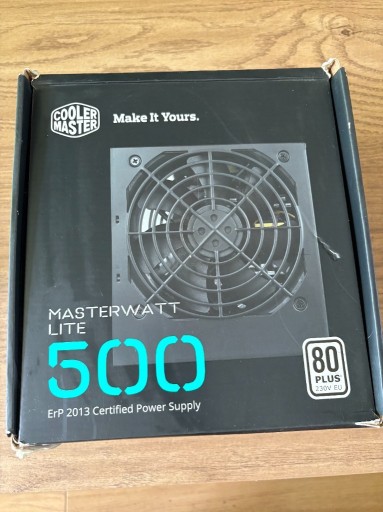 COOLER
MASTER
Make It Yours.
MASTERWATT
LITE
500
ErP 2013 Certified Power Supply
80
PLUS
230V EU